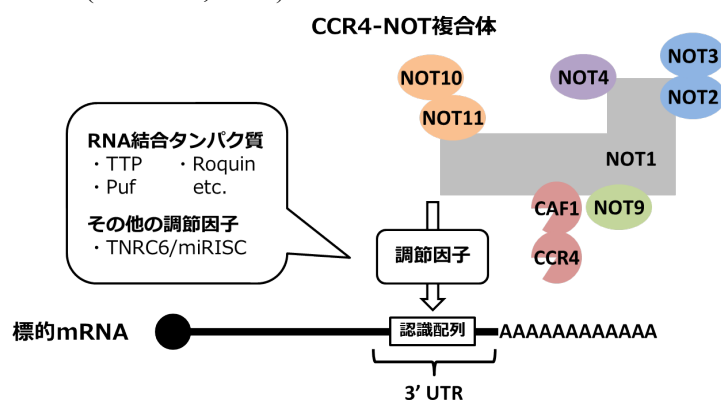 CCR4-NOT複合体
NOT10
NOT11
NOT4
NOT3
NOT2
NOT1
CAF1
NOT9
CCR4
RNA結合タンパク質
・TTP ・Roquin
・Puf etc.
その他の調節因子
・TNRC6/miRISC
調節因子
標的mRNA
認識配列
AAAAAAAAAAAA
3’ UTR